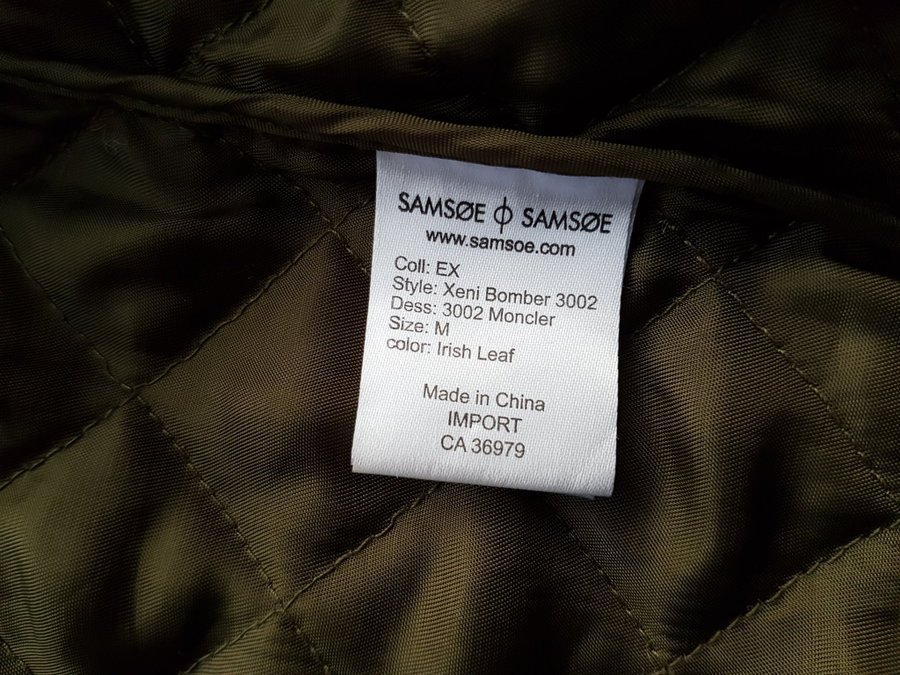 SAMSØE ɸ SAMSØE
www.samsoe.com
Coll: EX
Style: Xeni Bomber 3002
Dess: 3002 Moncler
Size: M
color: Irish Leaf
Made in China
IMPORT
CA 36979